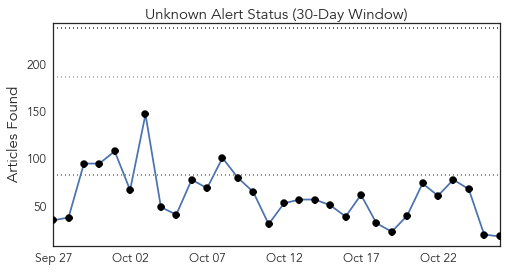 Unknown Alert Status (30-Day Window)
Articles Found
200
150
100
50
Sep 27 Oct 02 Oct 07 Oct 12 Oct 17 Oct 22